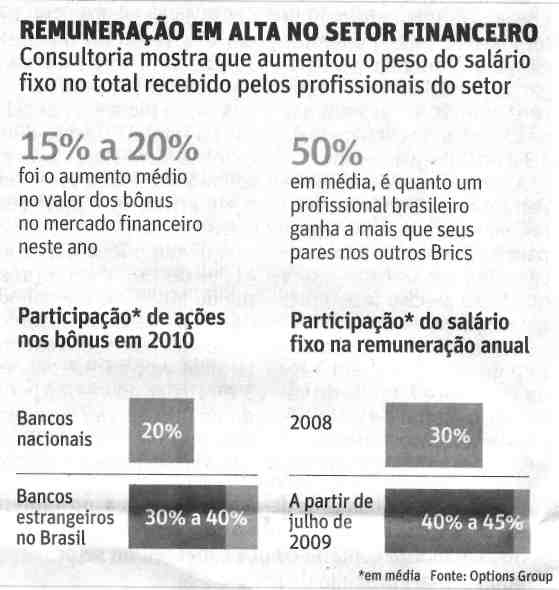 REMUNERAÇÃO EM ALTA NO SETOR FINANCEIRO
Consultoria mostra que aumentou o peso do salário
fixo no total recebido pelos profissionais do setor
15% a 20%
foi o aumento médio
no valor dos bônus
no mercado financeiro
neste ano
50%
em média, é quanto um
profissional brasileiro
ganha a mais que seus
pares nos outros Brics
Participação* de ações
nos bônus em 2010
Bancos
nacionais
20%
Bancos
estrangeiros
no Brasil
30% a 40%
Participação* do salário
fixo na remuneração anual
2008
30%
A partir de
julho de
2009
40% a 45%
*em média Fonte: Options Group